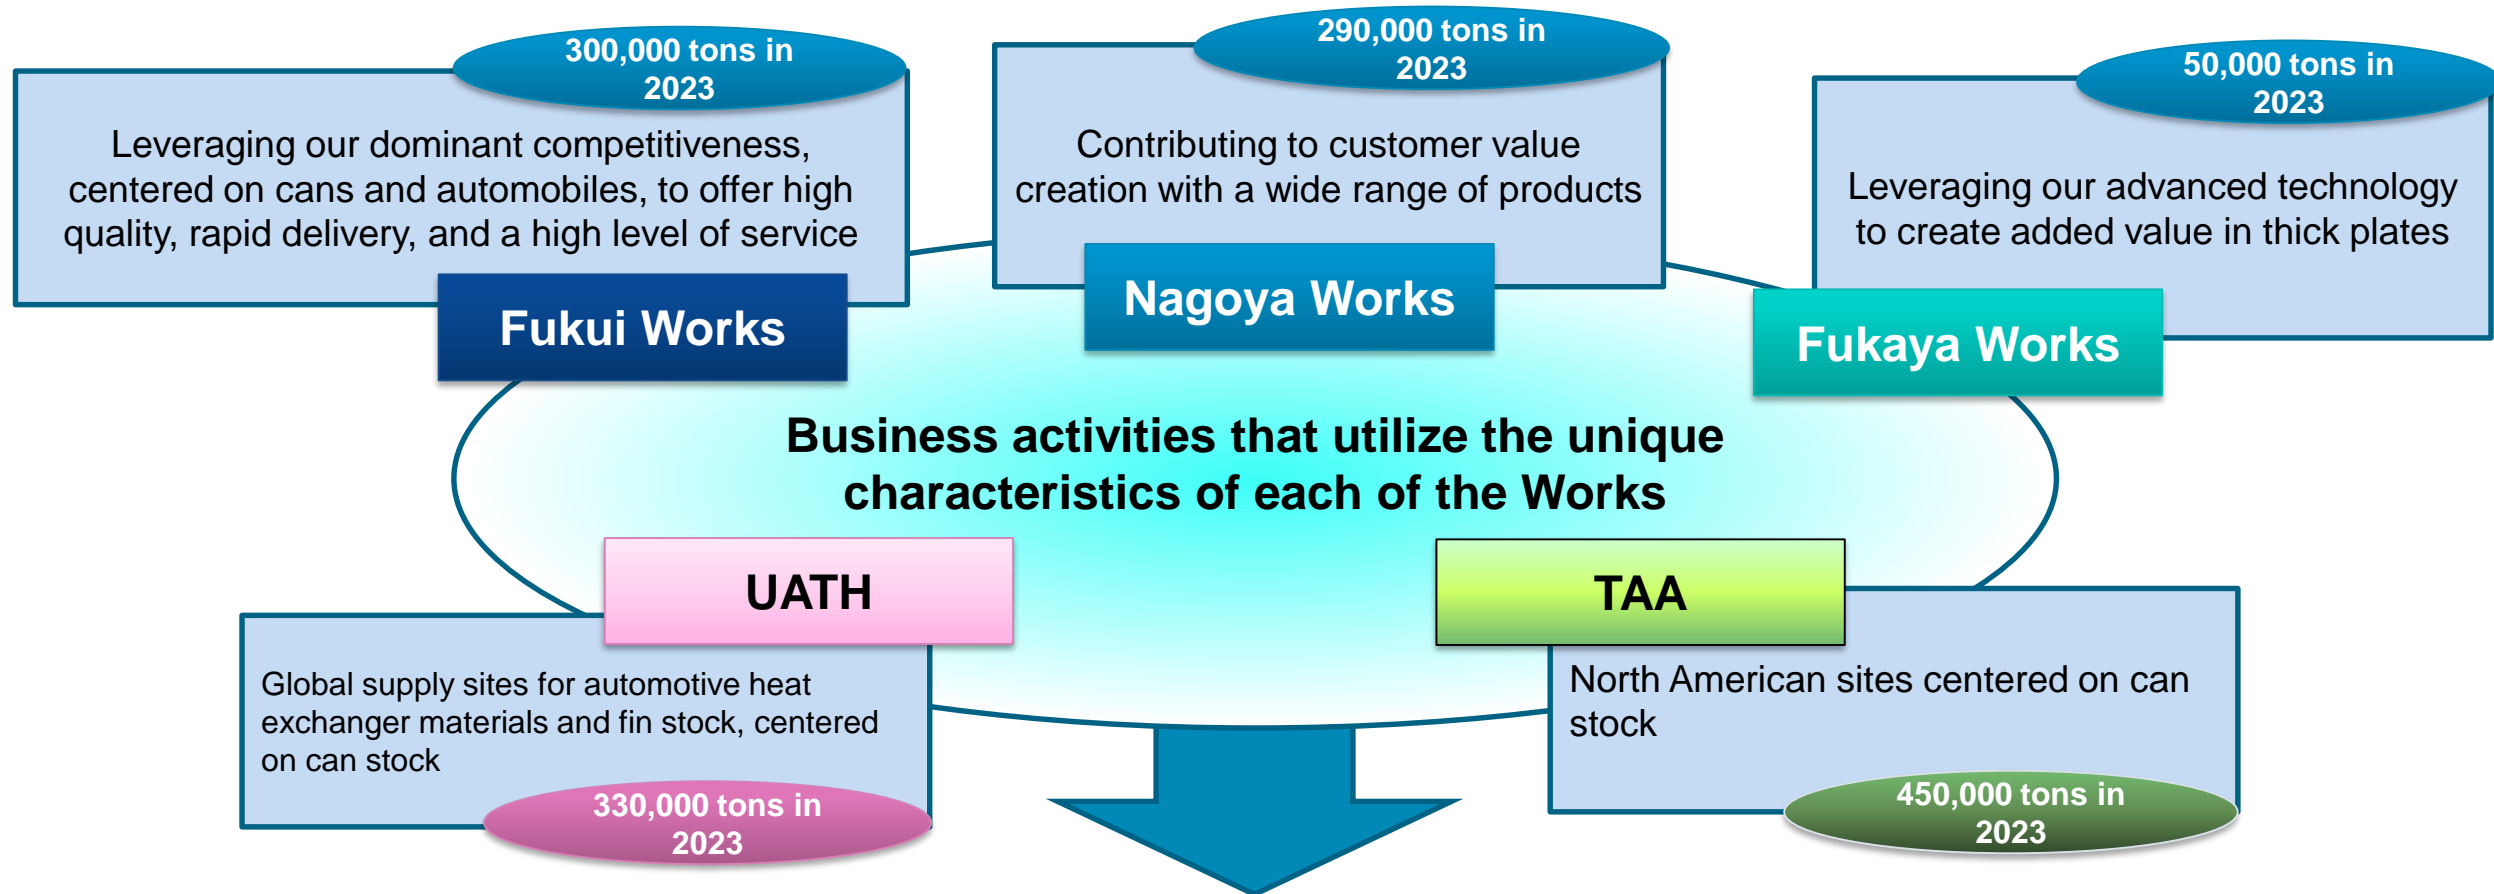 300,000 tons in
2023
Leveraging our dominant competitiveness,
centered on cans and automobiles, to offer high
quality, rapid delivery, and a high level of service
Fukui Works
290,000 tons in
2023
Contributing to customer value
creation with a wide range of products
Nagoya Works
50,000 tons in
2023
Leveraging our advanced technology
to create added value in thick plates
Fukaya Works
Business activities that utilize the unique
characteristics of each of the Works
UATH
Global supply sites for automotive heat
exchanger materials and fin stock, centered
on can stock
330,000 tons in
2023
TAA
North American sites centered on can
stock
450,000 tons in
2023